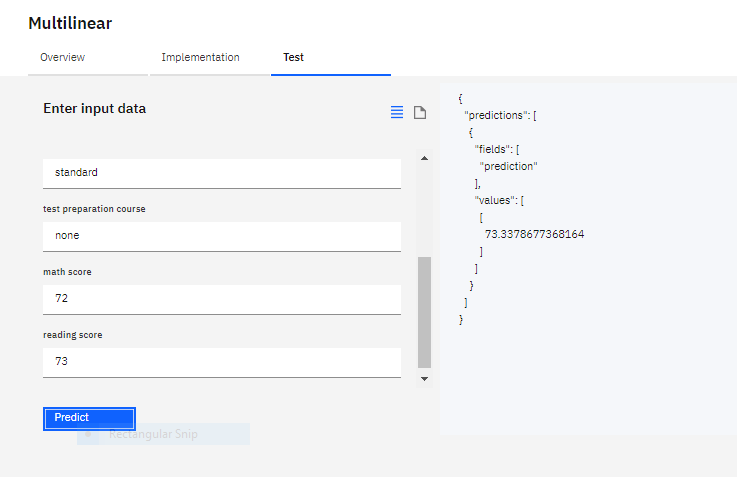 Multilinear
Overview Implementation Test
Enter input data
standard
test preparation course
none
math score
72
reading score
73
Predict
Rectangular Snip
{
"predictions": [
{
"fields": [
"prediction"
],
"values": [
[
73.3378677368164
]
]
}
]
}